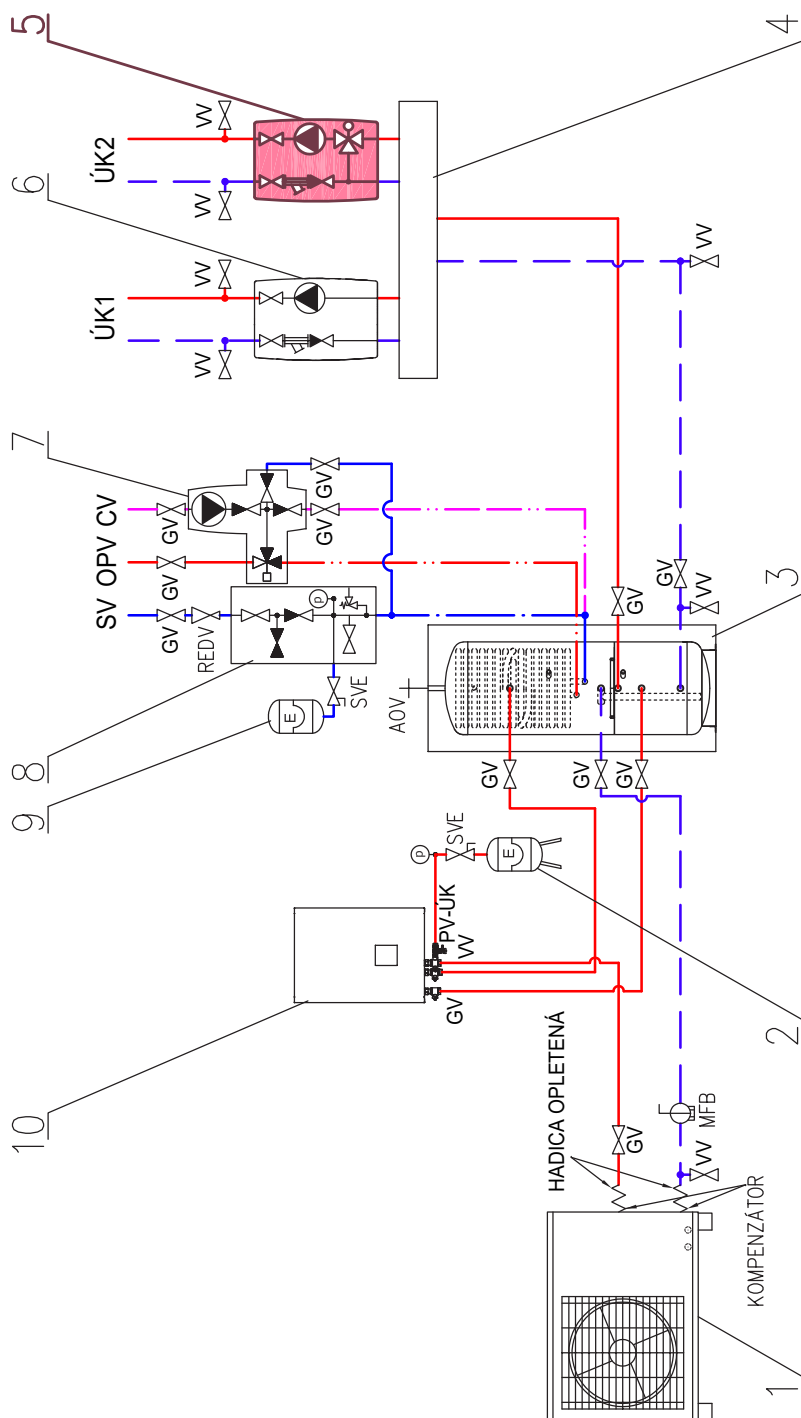 5
6
4
ÚK2
ÚK1
VV
VV
VV
VV
VV
7
SV OPV CV
GV
GV
GV
GV
GV
REDV
p
E
SVE
8
9
AOV
GV
GV
VV
3
GV
GV
GV
10
p
SVE
E
PV-ÚK
VV
GV
2
HADICA OPLETENÁ
GV
MFB
VV
KOMPENZÁTOR
1